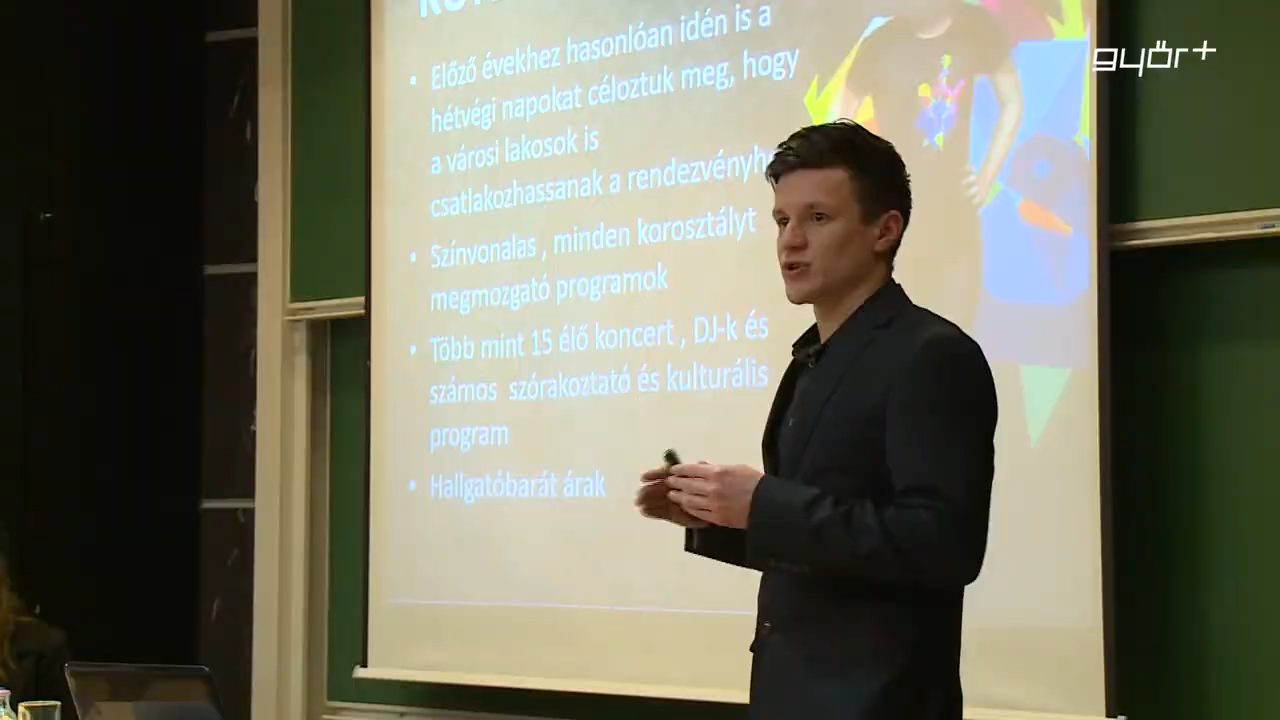 győr+
Előző évekhez hasonlóan idén is a
hétvégi napokat céloztuk meg, hogy
a városi lakosok is
csatlakozhassanak a
Színvonalas , minden korosztályt
megmozgató programok
Több mint 15 élő koncert , DJ-k és
számos szórakoztató és kulturális
program
Hallgatóbarát árak